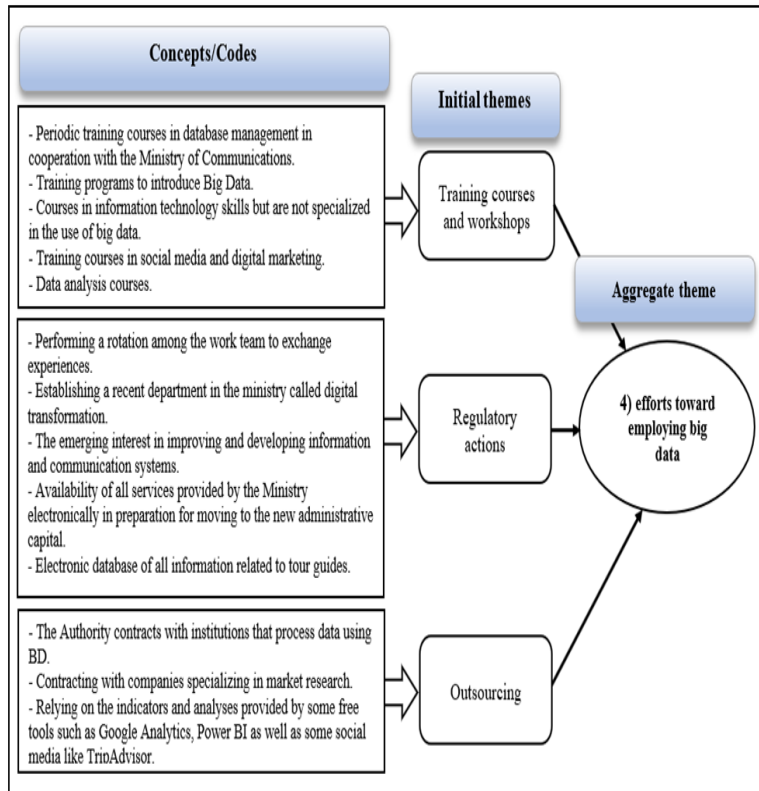 Concepts/Codes
Initial themes
Aggregate theme
- Periodic training courses in database management in
cooperation with the Ministry of Communications.
- Training programs to introduce Big Data.
- Courses in information technology skills but are not specialized
in the use of big data.
- Training courses in social media and digital marketing.
- Data analysis courses.
Training courses
and workshops
- Performing a rotation among the work team to exchange
experiences.
- Establishing a recent department in the ministry called digital
transformation.
- The emerging interest in improving and developing information
and communication systems.
- Availability of all services provided by the Ministry
electronically in preparation for moving to the new administrative
capital.
- Electronic database of all information related to tour guides.
Regulatory
actions
- The Authority contracts with institutions that process data using
BD.
- Contracting with companies specializing in market research.
- Relying on the indicators and analyses provided by some free
tools such as Google Analytics, Power BI as well as some social
media like TripAdvisor.
Outsourcing
4) efforts toward
employing big
data